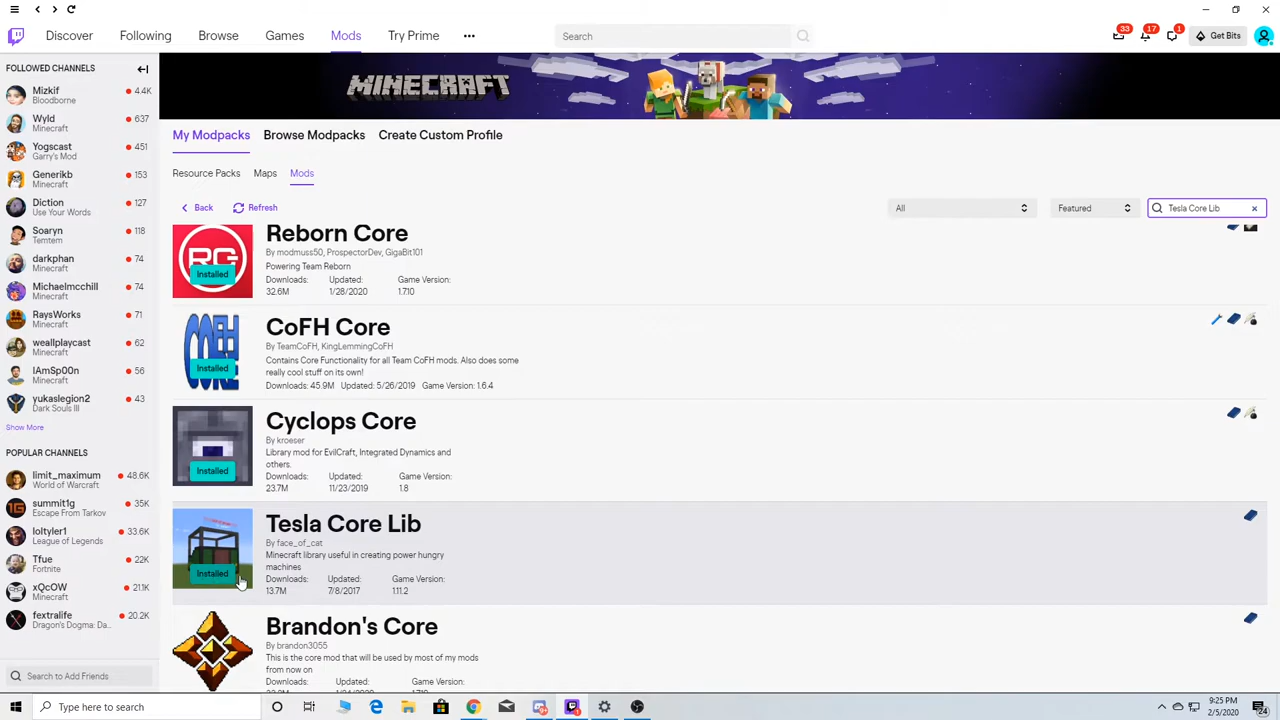 Discover
Following
Browse
Games
Mods
Try Prime
Search
33
17
1
Get Bits
FOLLOWED CHANNELS
Mizkif
4.4K
Bloodborne
Wyld
637
Minecraft
Yogscast
451
Garry's Mod
Generikb
153
Minecraft
Diction
127
Use Your Words
Soaryn
118
Temtem
darkphan
74
Minecraft
Michaelmcchill
74
Minecraft
RaysWorks
71
Minecraft
weallplaycast
62
Minecraft
IAmSp00n
56
Minecraft
yukaslegion2
43
Dark Souls III
Show More
POPULAR CHANNELS
limit_maximum
48.6K
World of Warcraft
summit1g
35K
Escape From Tarkov
loltyler1
33.6K
League of Legends
Tfue
22K
Fortnite
xQcOW
21.1K
Minecraft
fextralife
20.2K
Dragon's Dogma: Da...
Search to Add Friends
MINECRAFT
My Modpacks
Browse Modpacks
Create Custom Profile
Resource Packs
Maps
Mods
Back
Refresh
All
Featured
Tesla Core Lib
Reborn Core
By modmuss50, ProspectorDev, GigaBit101
Powering Team Reborn
Downloads: Updated: Game Version:
32.6M 1/28/2020 1.7.10
RC
Installed
CoFH Core
By TeamCoFH, KingLemmingCoFH
Contains Core Functionality for all Team CoFH mods. Also does some
really cool stuff on its own!
Downloads: 45.9M Updated: 5/26/2019 Game Version: 1.6.4
COFH
CORE
Installed
Cyclops Core
By kroeser
Library mod for EvilCraft, Integrated Dynamics and
others.
Downloads: Updated: Game Version:
23.7M 11/23/2019 1.8
Installed
Tesla Core Lib
By face_of_cat
Minecraft library useful in creating power hungry
machines
Downloads: Updated: Game Version:
13.7M 7/8/2017 1.11.2
Installed
Brandon's Core
By brandon3055
This is the core mod that will be used by most of my mods
from now on
Type here to search
9:25 PM
2/5/2020
24